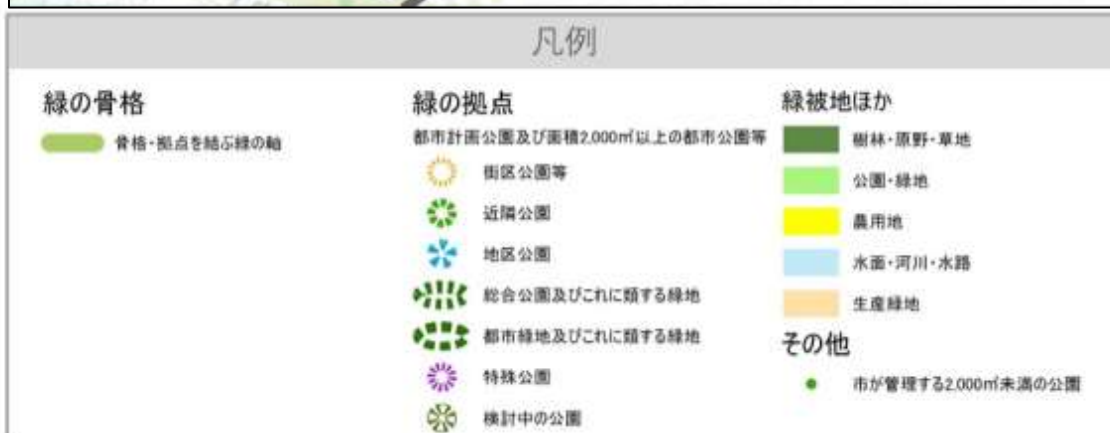 凡例
緑の骨格
骨格・拠点を結ぶ緑の軸
緑の拠点
都市計画公園及び面積2,000㎡以上の都市公園等
街区公園等
近隣公園
地区公園
総合公園及びこれに類する緑地
都市緑地及びこれに類する緑地
特殊公園
検討中の公園
緑被地ほか
樹林・原野・草地
公園・緑地
農用地
水面・河川・水路
生産緑地
その他
市が管理する2,000㎡未満の公園